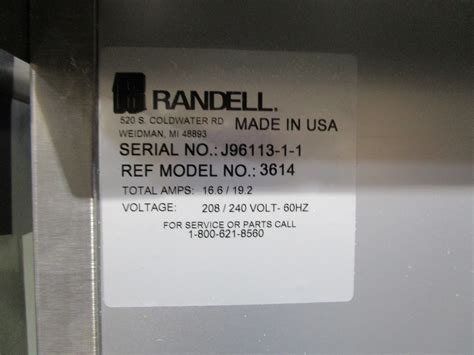 RANDELL.
520 S. COLDWATER RD
WEIDMAN, MI 48893 MADE IN USA
SERIAL NO.: J96113-1-1
REF MODEL NO.: 3614
TOTAL AMPS: 16.6 / 19.2
VOLTAGE: 208 / 240 VOLT- 60HZ
FOR SERVICE OR PARTS CALL
1-800-621-8560